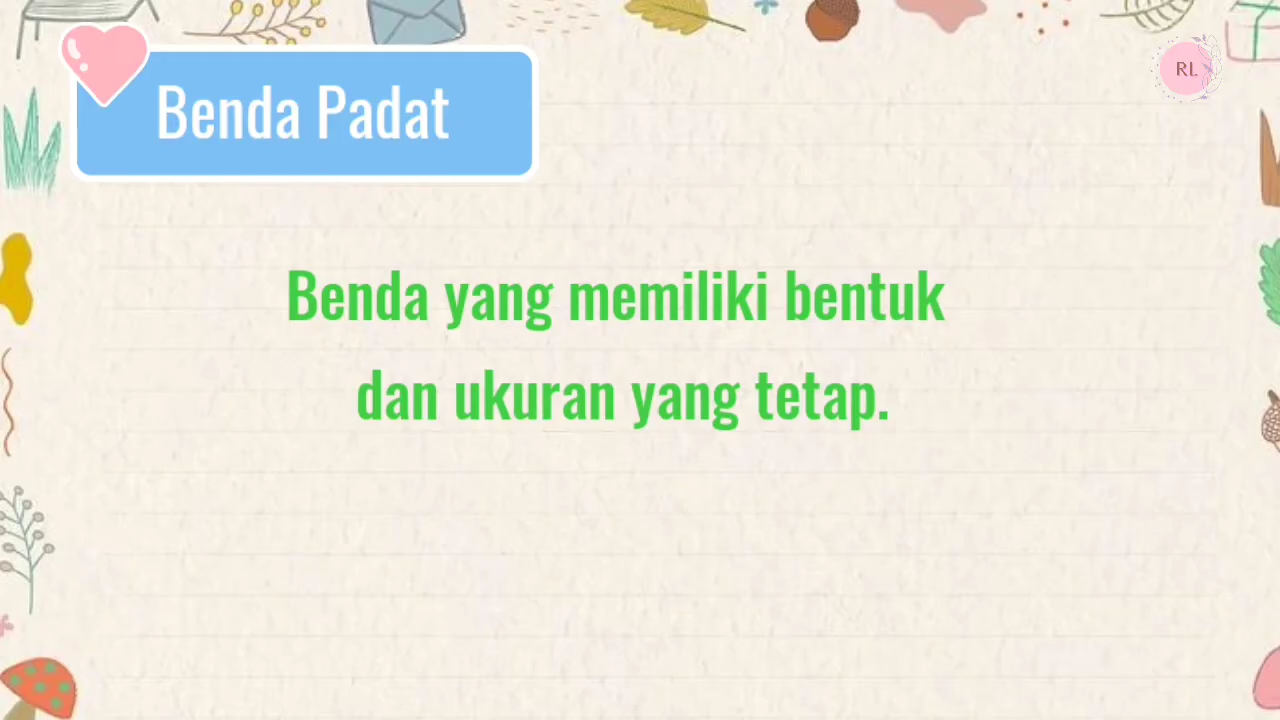 Benda Padat
RL
Benda yang memiliki bentuk
dan ukuran yang tetap.